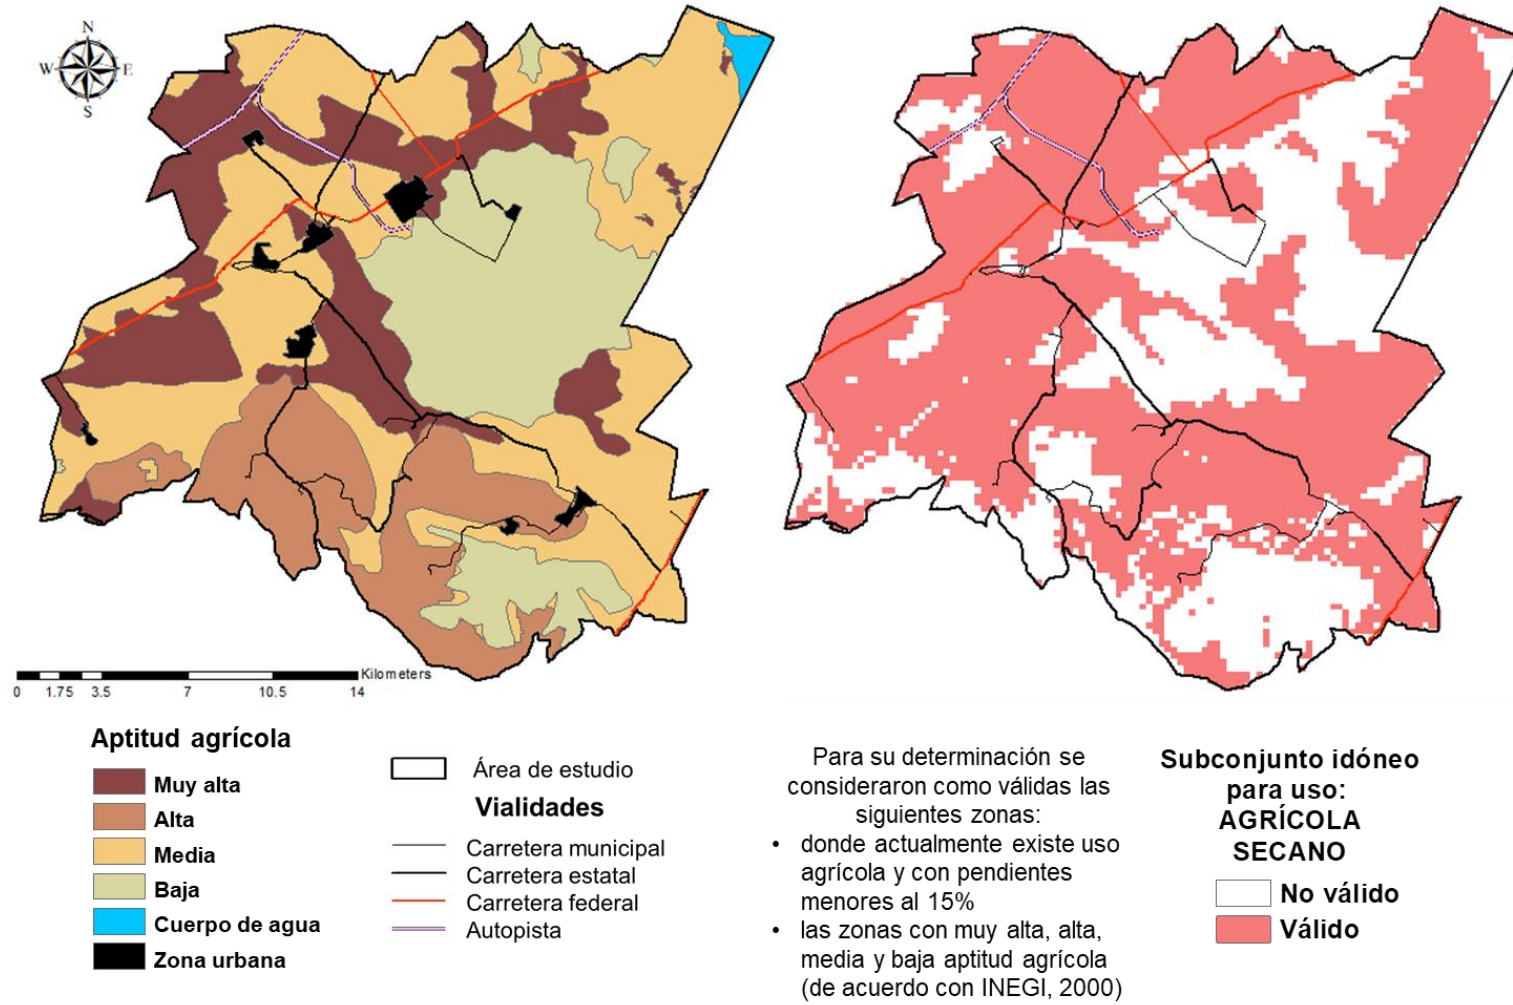 N
W E
S
Kilometers
0 1.75 3.5 7 10.5 14
Aptitud agrícola
Muy alta
Alta
Media
Baja
Cuerpo de agua
Zona urbana
Área de estudio
Vialidades
Carretera municipal
Carretera estatal
Carretera federal
Autopista
Para su determinación se
consideraron como válidas las
siguientes zonas:
• donde actualmente existe uso
agrícola y con pendientes
menores al 15%
• las zonas con muy alta, alta,
media y baja aptitud agrícola
(de acuerdo con INEGI, 2000)
Subconjunto idóneo
para uso:
AGRÍCOLA
SECANO
No válido
Válido